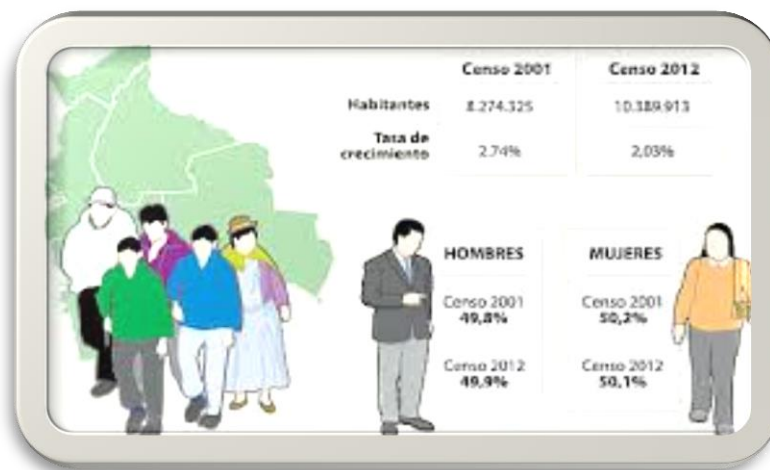 Censo 2001 Censo 2012
Habitantes 8.274.325 10.389.913
Tasa de
crecimiento 2.74% 2,03%
HOMBRES MUJERES
Censo 2001 Censo 2001
49,8% 50,2%
Censo 2012 Censo 2012
49,9% 50,1%